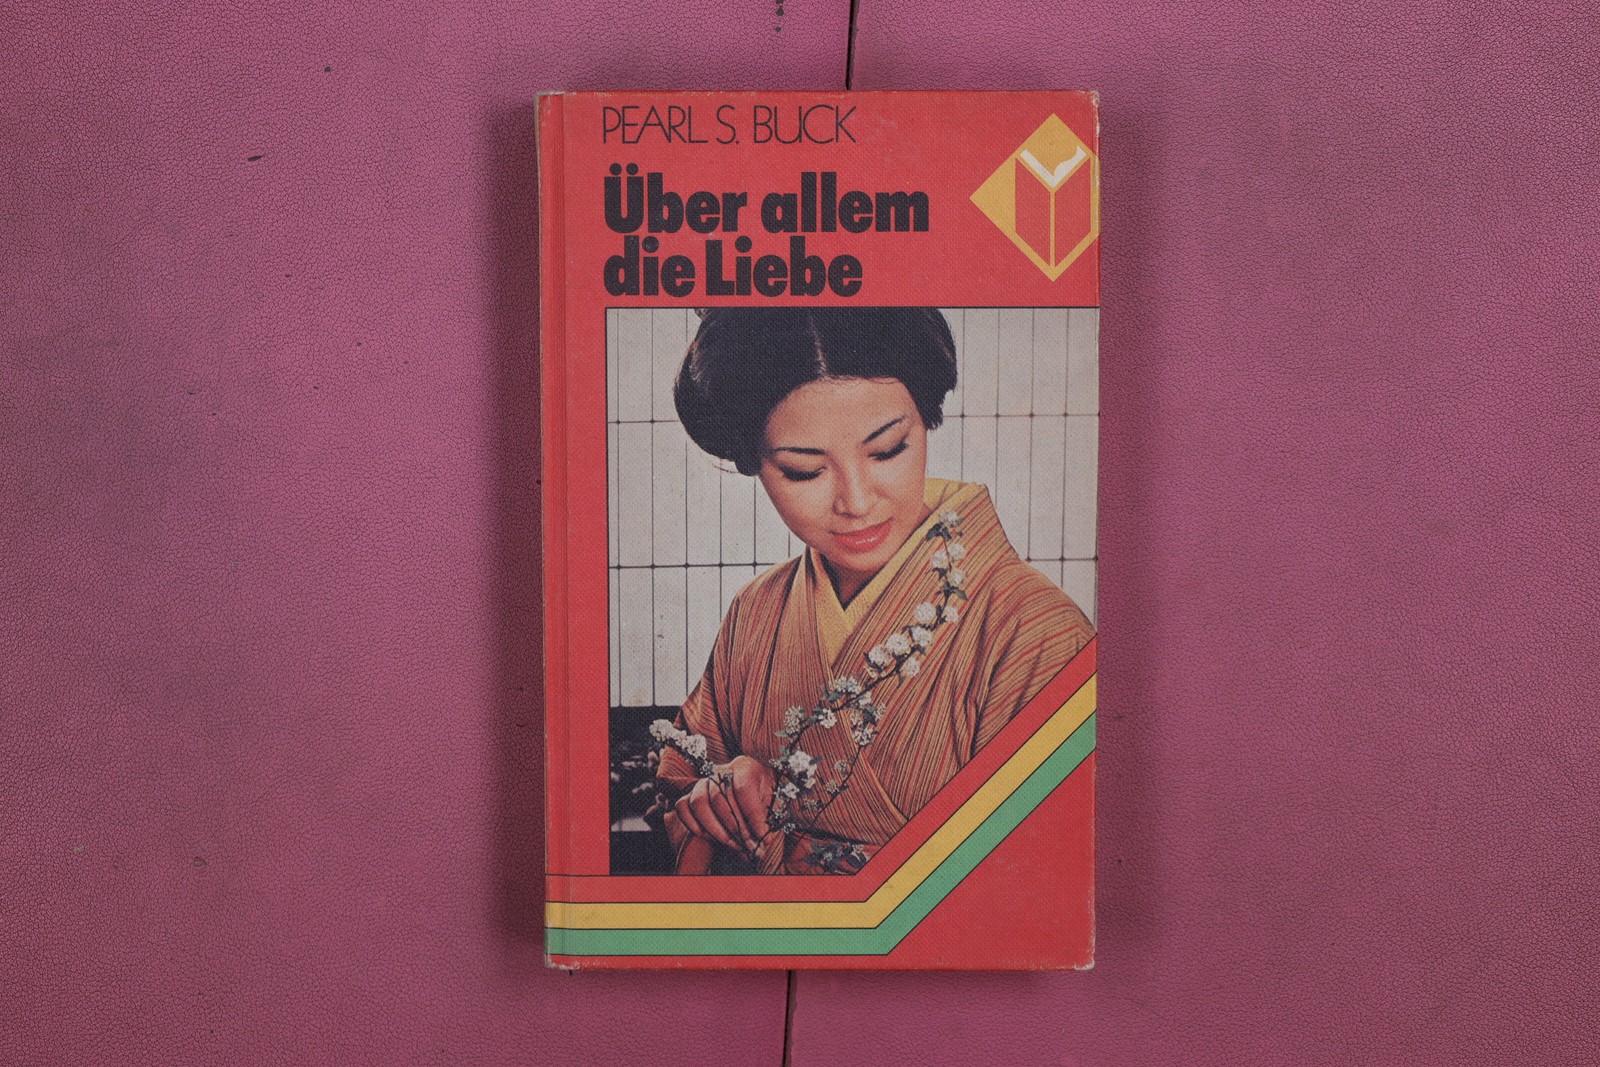 PEARL S. BUCK
Über allem
die Liebe